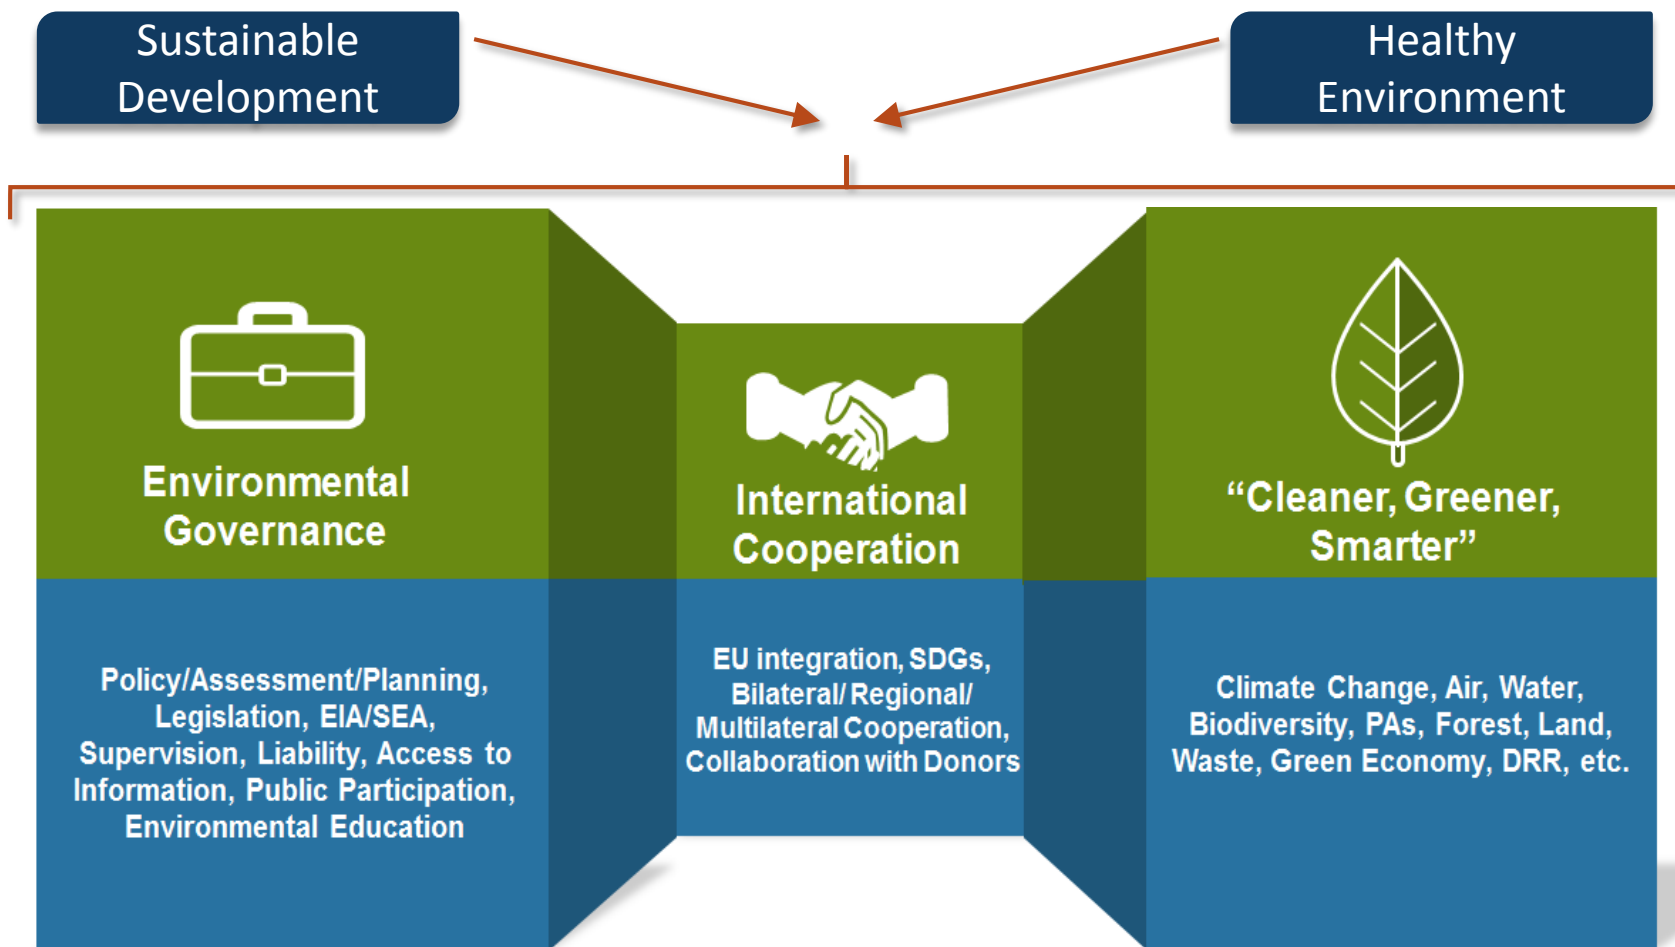 Sustainable
Development
Healthy
Environment
Environmental
Governance
International
Cooperation
“Cleaner, Greener,
Smarter”
Policy/Assessment/Planning,
Legislation, EIA/SEA,
Supervision, Liability, Access to
Information, Public Participation,
Environmental Education
EU integration, SDGs,
Bilateral/ Regional/
Multilateral Cooperation,
Collaboration with Donors
Climate Change, Air, Water,
Biodiversity, PAs, Forest, Land,
Waste, Green Economy, DRR, etc.